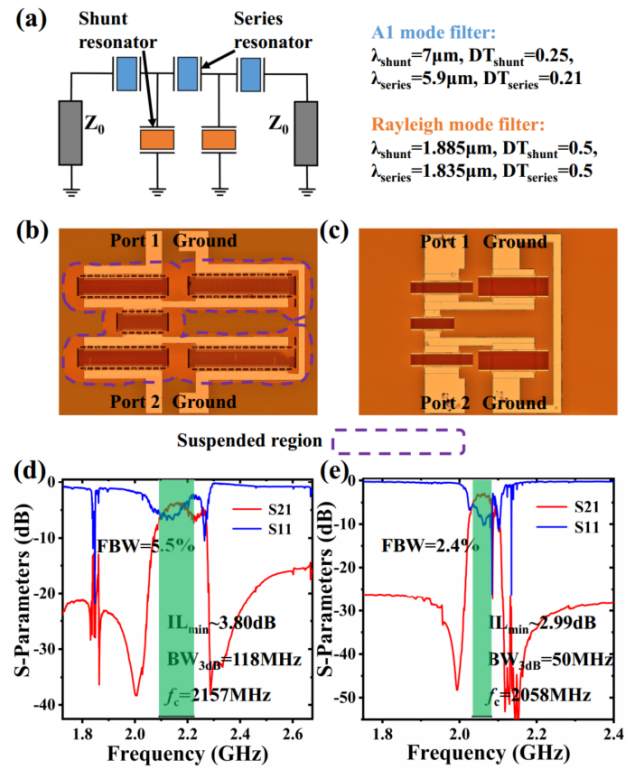 (a)
Shunt
resonator
Series
resonator
Z0
Z0
A1 mode filter:
λshunt=7μm, DTshunt=0.25,
λseries=5.9μm, DTseries=0.21
Rayleigh mode filter:
λshunt=1.885μm, DTshunt=0.5,
λseries=1.835μm, DTseries=0.5
(b)
Port 1 Ground
Port 2 Ground
(c)
Port 1 Ground
Port 2 Ground
Suspended region
(d)
S-Parameters (dB)
0
-10
-20
-30
-40
S21
S11
FBW=5.5%
ILmin~3.80dB
BW3dB=118MHz
fc=2157MHz
1.8 2.0 2.2 2.4 2.6
Frequency (GHz)
(e)
S-Parameters (dB)
0
-10
-20
-30
-40
-50
S21
S11
FBW=2.4%
ILmin~2.99dB
BW3dB=50MHz
fc=2058MHz
1.8 2.0 2.2 2.4
Frequency (GHz)